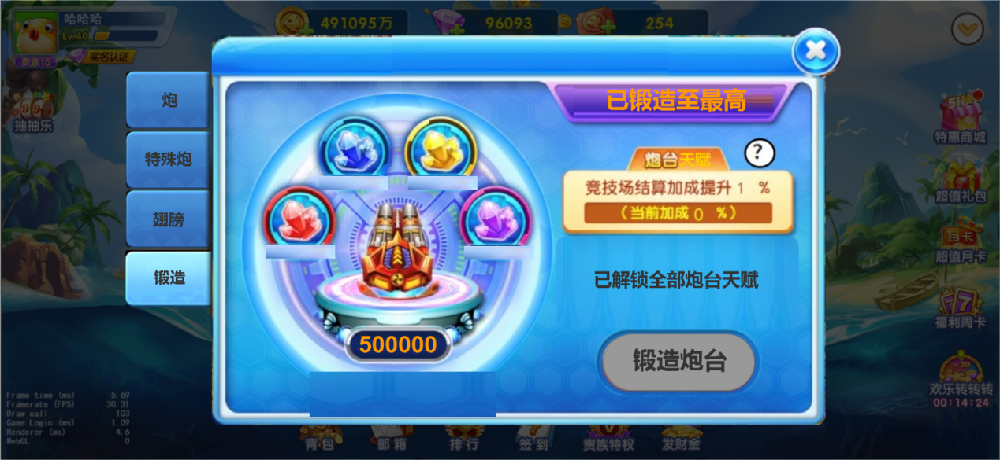 哈哈哈
Lv.40
贵族10
实名认证
491095万
96093
254
抽抽乐
炮
特殊炮
翅膀
锻造
已锻造至最高
炮台天赋
?
竞技场结算加成提升 1 %
(当前加成 0 %)
已解锁全部炮台天赋
500000
锻造炮台
特惠商城
超值礼包
月卡
超值月卡
福利周卡
欢乐转转转
00:14:24
Frame time (ms) 5.69
Framerate (FPS) 30.31
Draw call 103
Game Logic (ms) 1.09
Renderer (ms) 4.6
WebGL 0
背包
邮箱
排行
签到
贵族特权
发财金